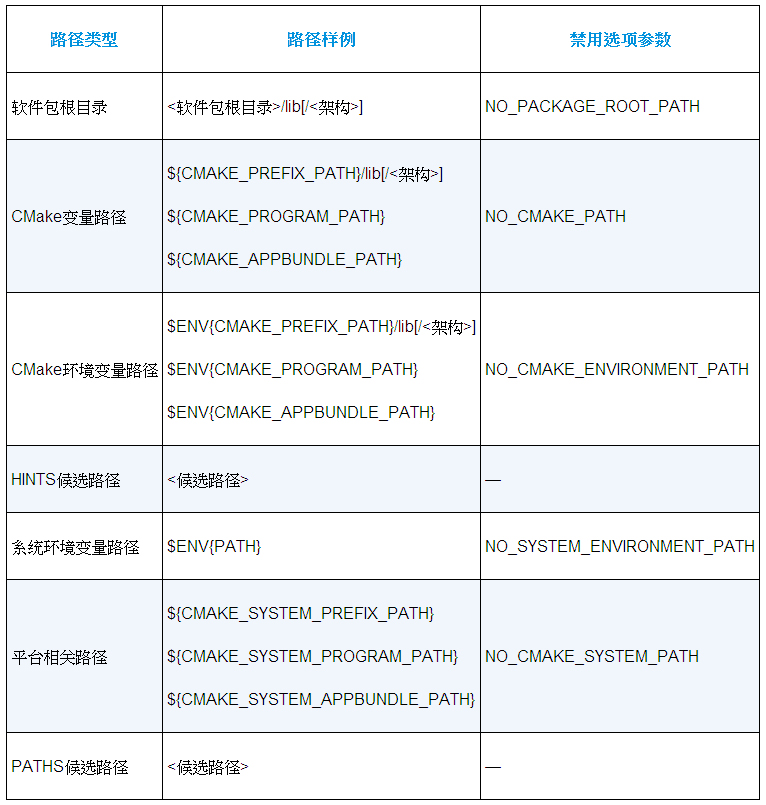 路径类型 路径样例 禁用选项参数
软件包根目录 <软件包根目录>/lib[/<架构>] NO_PACKAGE_ROOT_PATH
${CMAKE_PREFIX_PATH}/lib[/<架构>]
CMake变量路径 ${CMAKE_PROGRAM_PATH} NO_CMAKE_PATH
${CMAKE_APPBUNDLE_PATH}
$ENV{CMAKE_PREFIX_PATH}/lib[/<架构>]
CMake环境变量路径 $ENV{CMAKE_PROGRAM_PATH} NO_CMAKE_ENVIRONMENT_PATH
$ENV{CMAKE_APPBUNDLE_PATH}
HINTS候选路径 <候选路径> —
系统环境变量路径 $ENV{PATH} NO_SYSTEM_ENVIRONMENT_PATH
${CMAKE_SYSTEM_PREFIX_PATH}
平台相关路径 ${CMAKE_SYSTEM_PROGRAM_PATH} NO_CMAKE_SYSTEM_PATH
${CMAKE_SYSTEM_APPBUNDLE_PATH}
PATHS候选路径 <候选路径> —